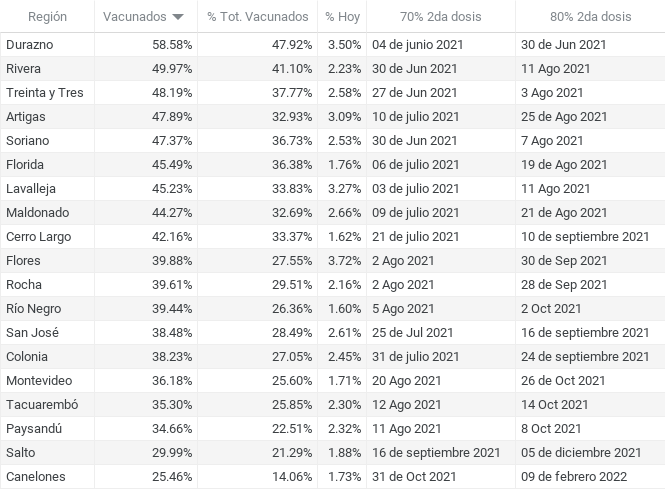 Región Vacunados % Tot. Vacunados % Hoy 70% 2da dosis 80% 2da dosis
Durazno 58.58% 47.92% 3.50% 04 de junio 2021 30 de Jun 2021
Rivera 49.97% 41.10% 2.23% 30 de Jun 2021 11 Ago 2021
Treinta y Tres 48.19% 37.77% 2.58% 27 de Jun 2021 3 Ago 2021
Artigas 47.89% 32.93% 3.09% 10 de julio 2021 25 de Ago 2021
Soriano 47.37% 36.73% 2.53% 30 de Jun 2021 7 Ago 2021
Florida 45.49% 36.38% 1.76% 06 de julio 2021 19 de Ago 2021
Lavalleja 45.23% 33.83% 3.27% 03 de julio 2021 11 Ago 2021
Maldonado 44.27% 32.69% 2.66% 09 de julio 2021 21 de Ago 2021
Cerro Largo 42.16% 33.37% 1.62% 21 de julio 2021 10 de septiembre 2021
Flores 39.88% 27.55% 3.72% 2 Ago 2021 30 de Sep 2021
Rocha 39.61% 29.51% 2.16% 2 Ago 2021 28 de Sep 2021
Río Negro 39.44% 26.36% 1.60% 5 Ago 2021 2 Oct 2021
San José 38.48% 28.49% 2.61% 25 de Jul 2021 16 de septiembre 2021
Colonia 38.23% 27.05% 2.45% 31 de julio 2021 24 de septiembre 2021
Montevideo 36.18% 25.60% 1.71% 20 Ago 2021 26 de Oct 2021
Tacuarembó 35.30% 25.85% 2.30% 12 Ago 2021 14 Oct 2021
Paysandú 34.66% 22.51% 2.32% 11 Ago 2021 8 Oct 2021
Salto 29.99% 21.29% 1.88% 16 de septiembre 2021 05 de diciembre 2021
Canelones 25.46% 14.06% 1.73% 31 de Oct 2021 09 de febrero 2022